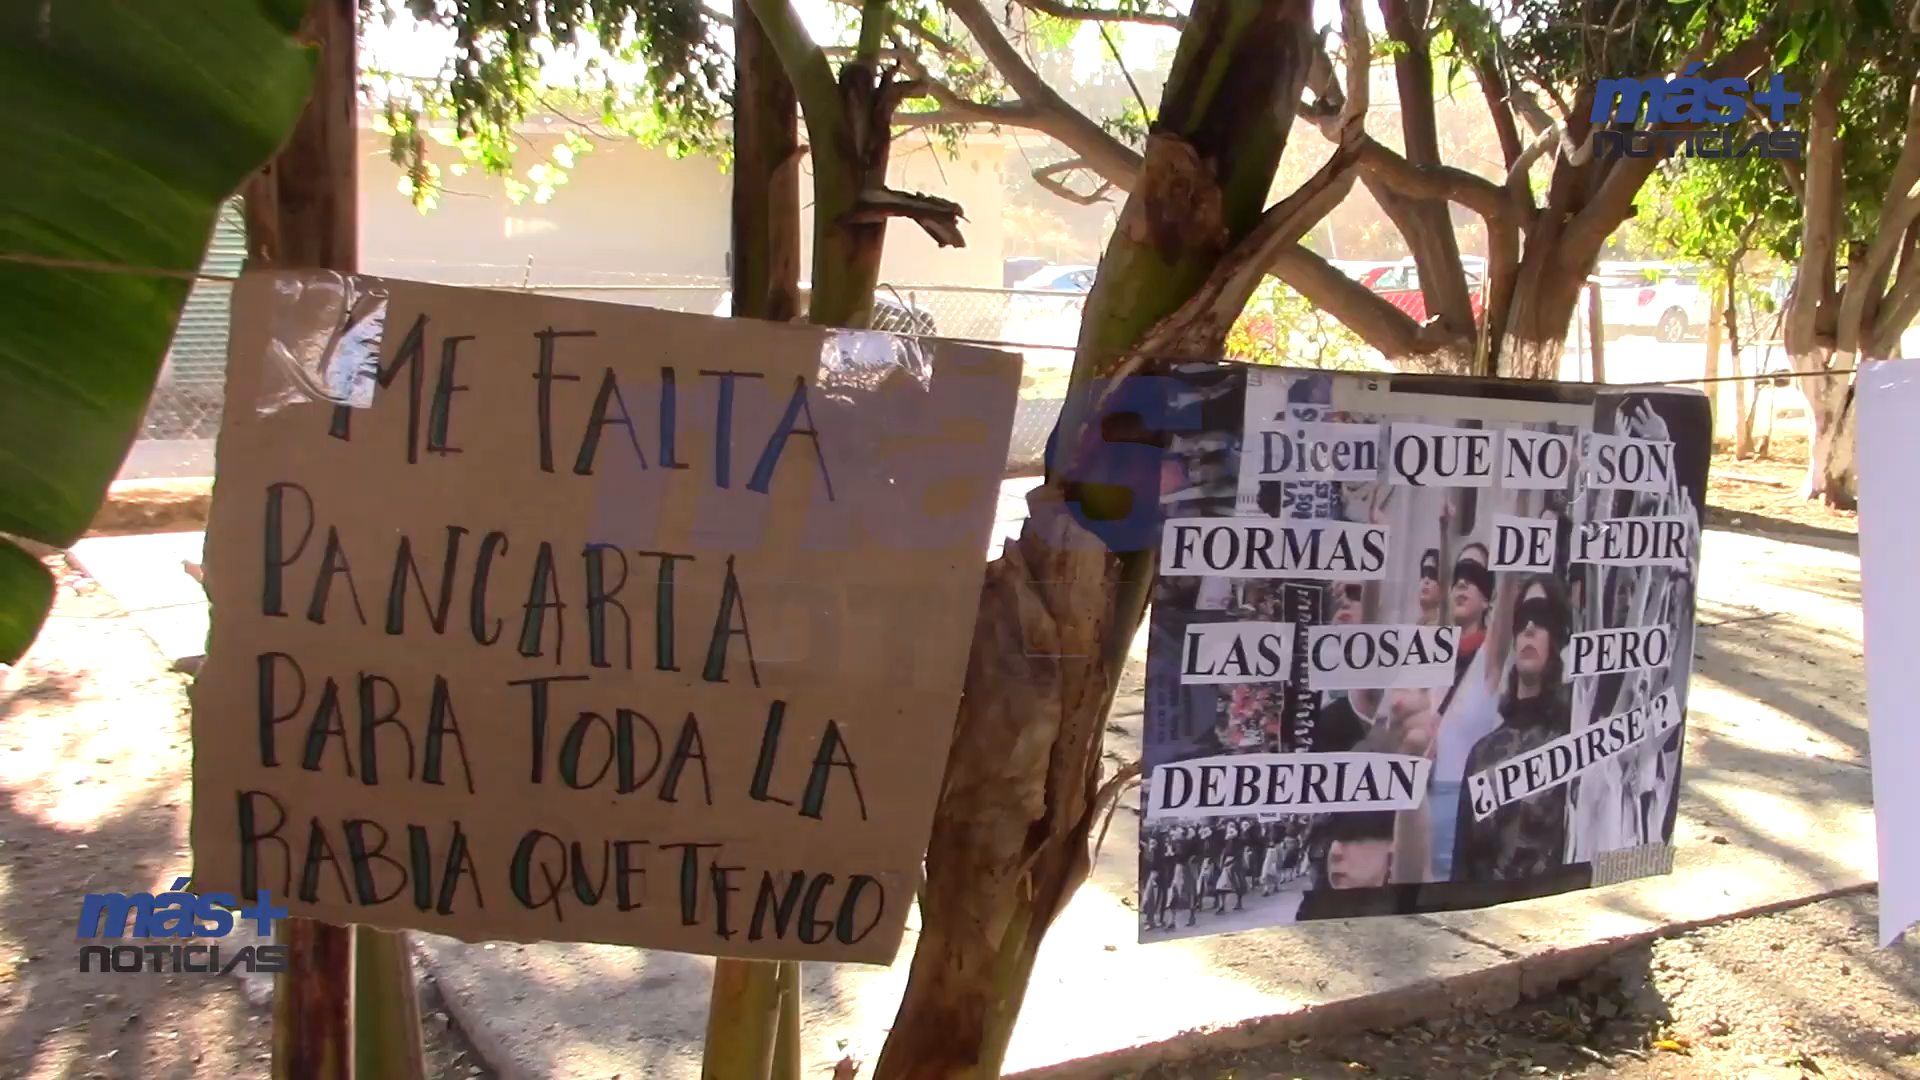 más+
NOTICIAS
ME FALTA
PANCARTA
PARA TODA LA
RABIA QUE TENGO
Dicen QUE NO SON
FORMAS DE PEDIR
LAS COSAS PERO
DEBERIAN ¿PEDIRSE?
más
más+
NOTICIAS